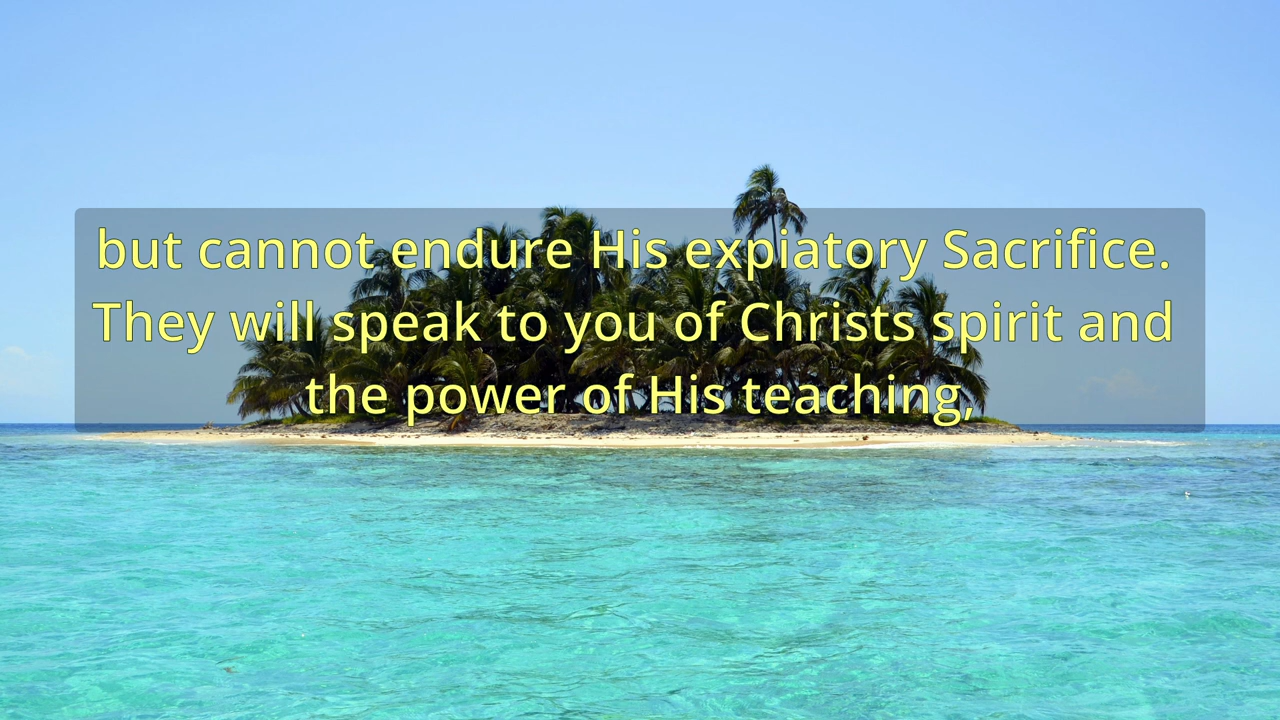 but cannot endure His expiatory Sacrifice.
They will speak to you of Christs spirit and
the power of His teaching,